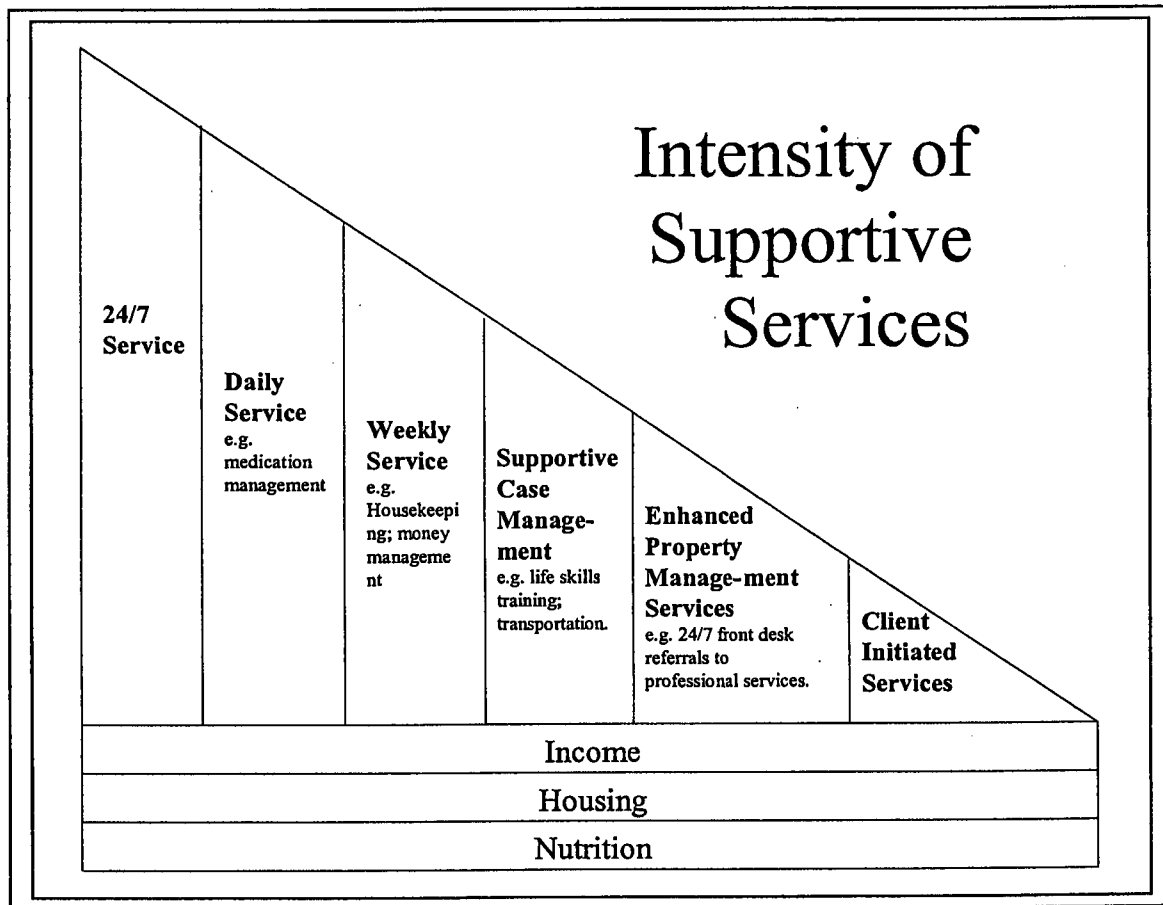 Intensity of
Supportive
Services
24/7
Service
Daily
Service
e.g.
medication
management
Weekly
Service
e.g.
Housekeepi
ng; money
manageme
nt
Supportive
Case
Manage-
ment
e.g. life skills
training;
transportation.
Enhanced
Property
Manage-ment
Services
e.g. 24/7 front desk
referrals to
professional services.
Client
Initiated
Services
Income
Housing
Nutrition